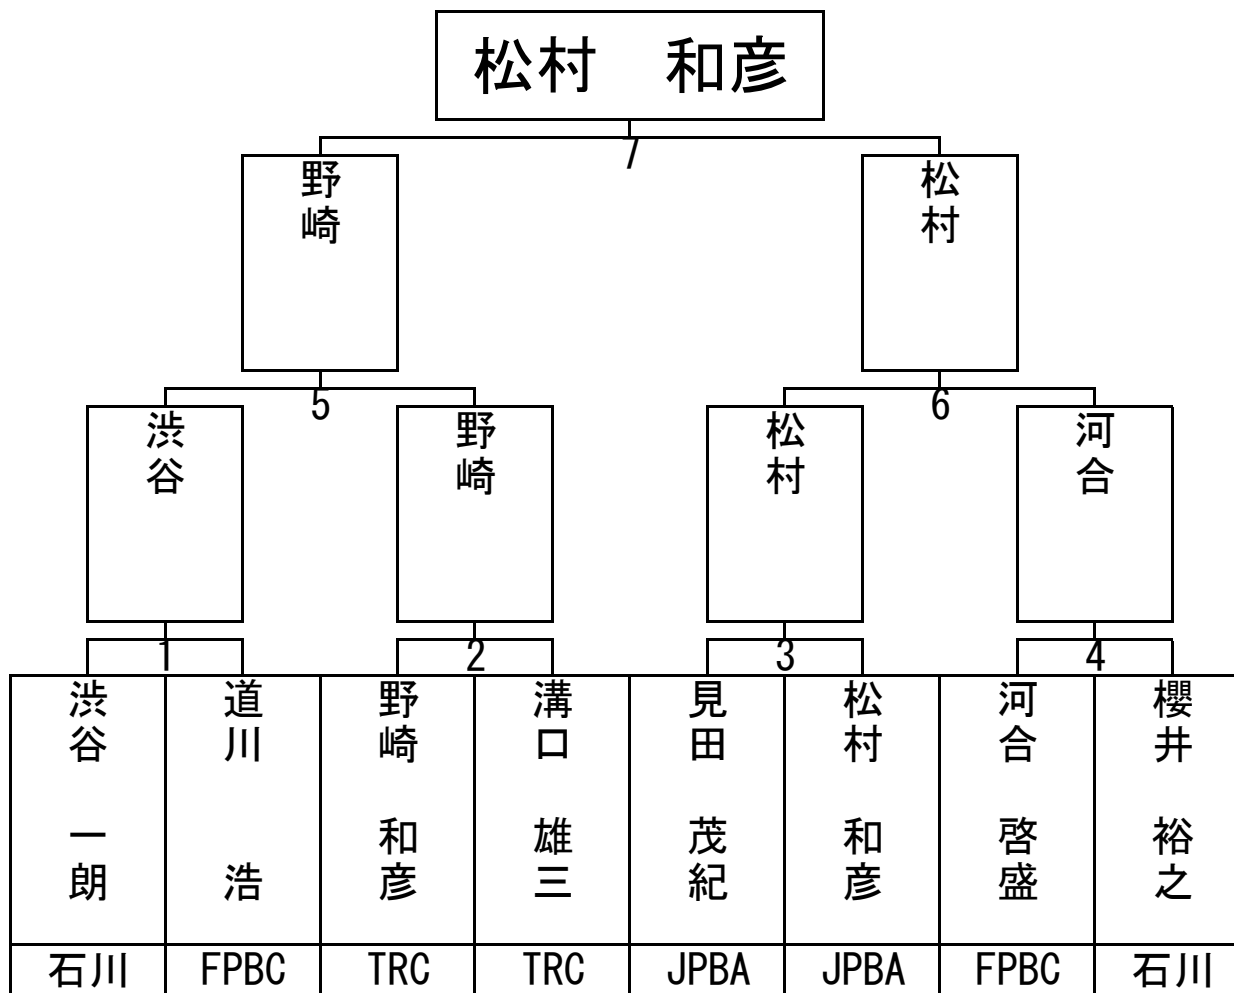 松村　和彦
7
野崎
松村
5
6
渋谷
野崎
松村
河合
1
2
3
4
渋谷　一朗
道川　　浩
野崎　和彦
溝口　雄三
見田　茂紀
松村　和彦
河合　啓盛
櫻井　裕之
石川
FPBC
TRC
TRC
JPBA
JPBA
FPBC
石川